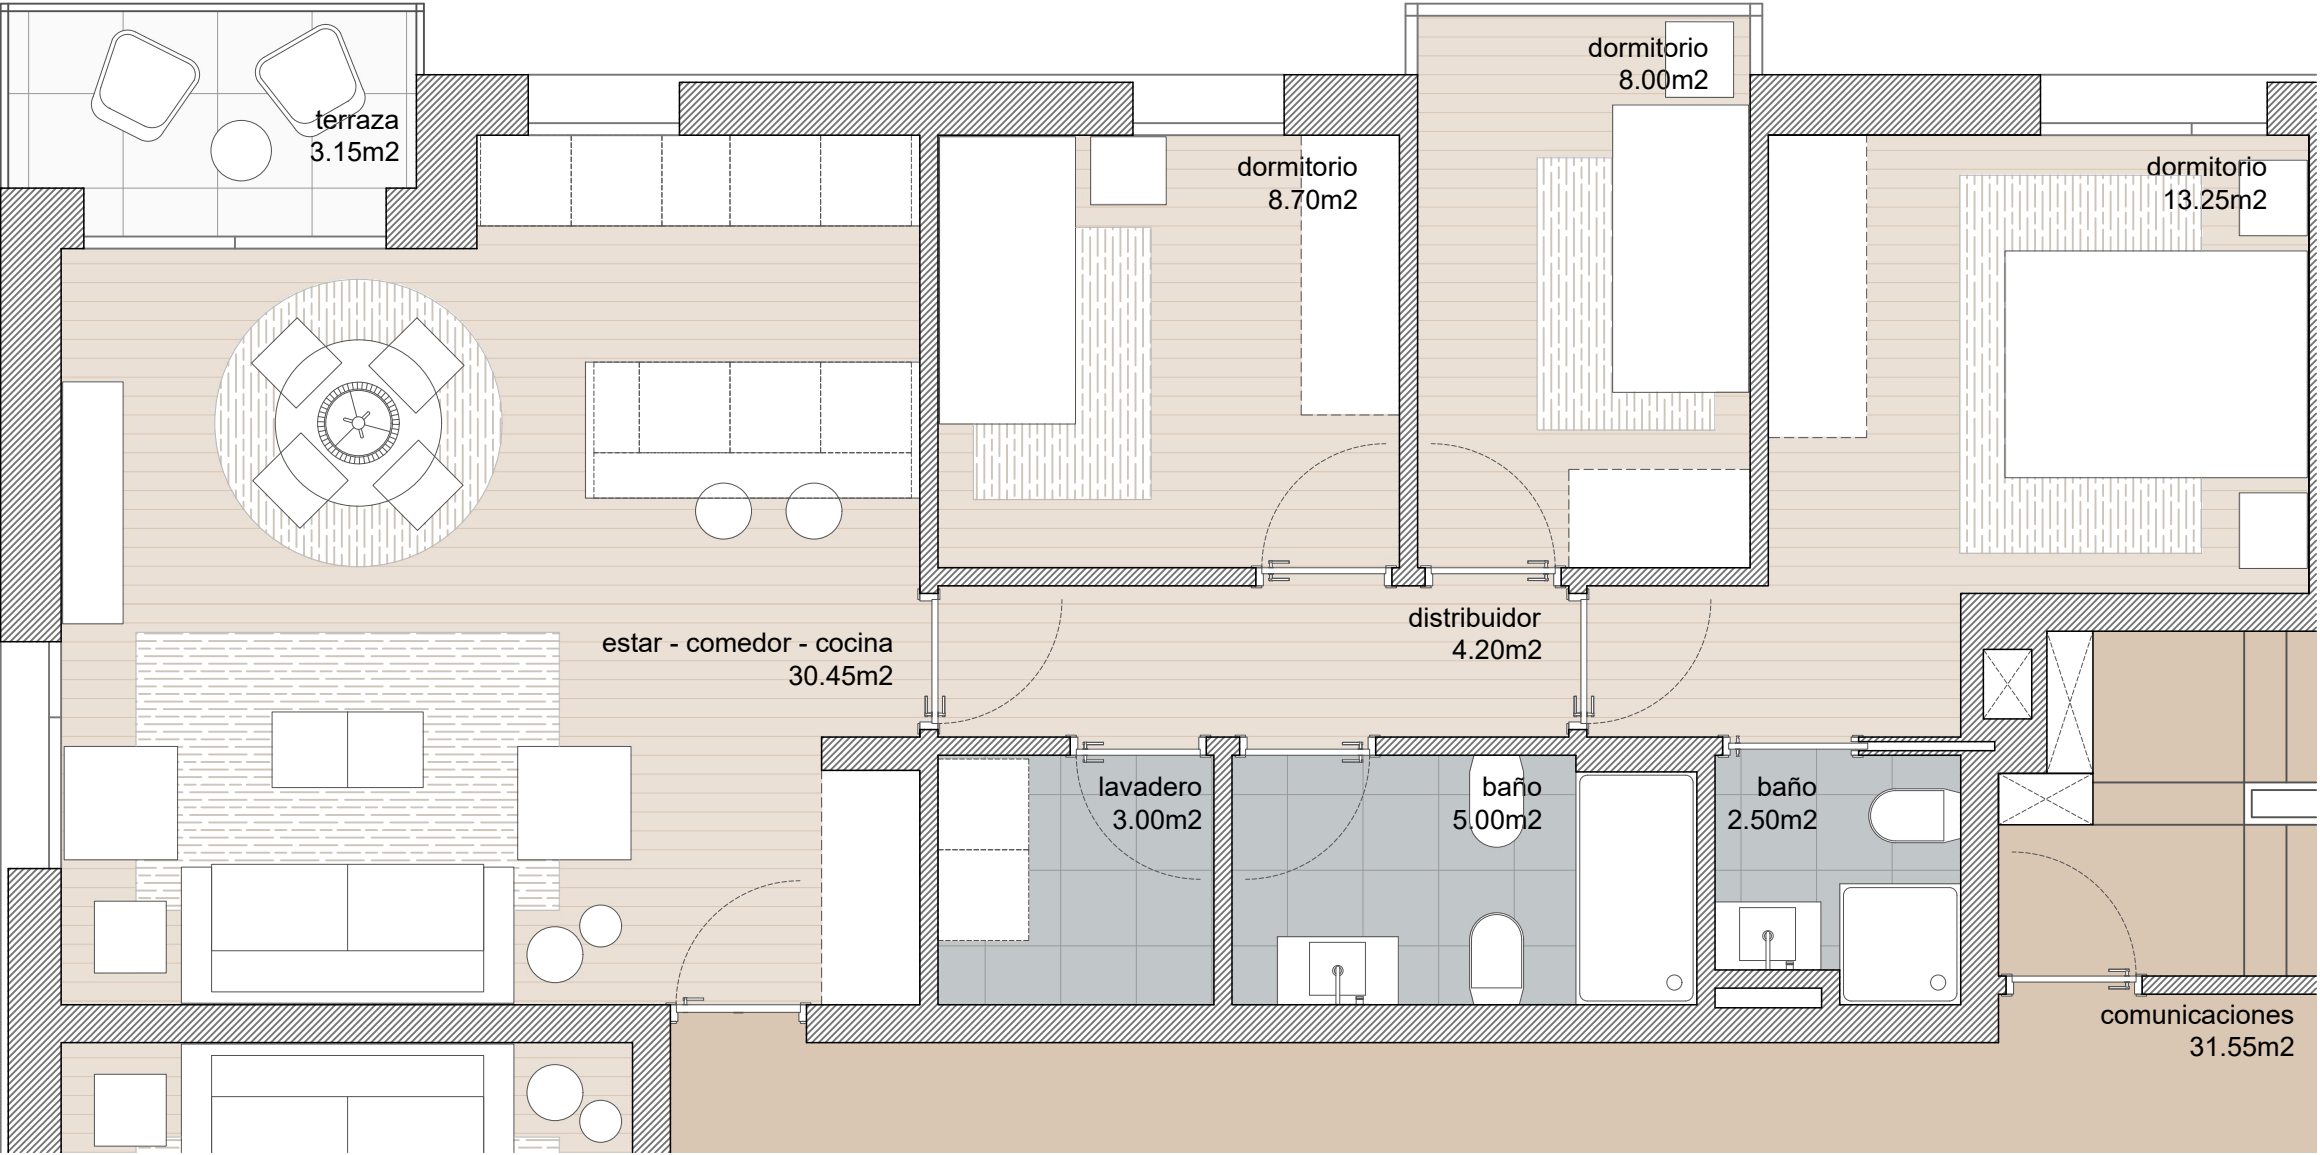 dormitorio
8.00m2
terraza
3.15m2
dormitorio
8.70m2
dormitorio
13.25m2
estar - comedor - cocina
30.45m2
distribuidor
4.20m2
lavadero
3.00m2
baño
5.00m2
baño
2.50m2
comunicaciones
31.55m2